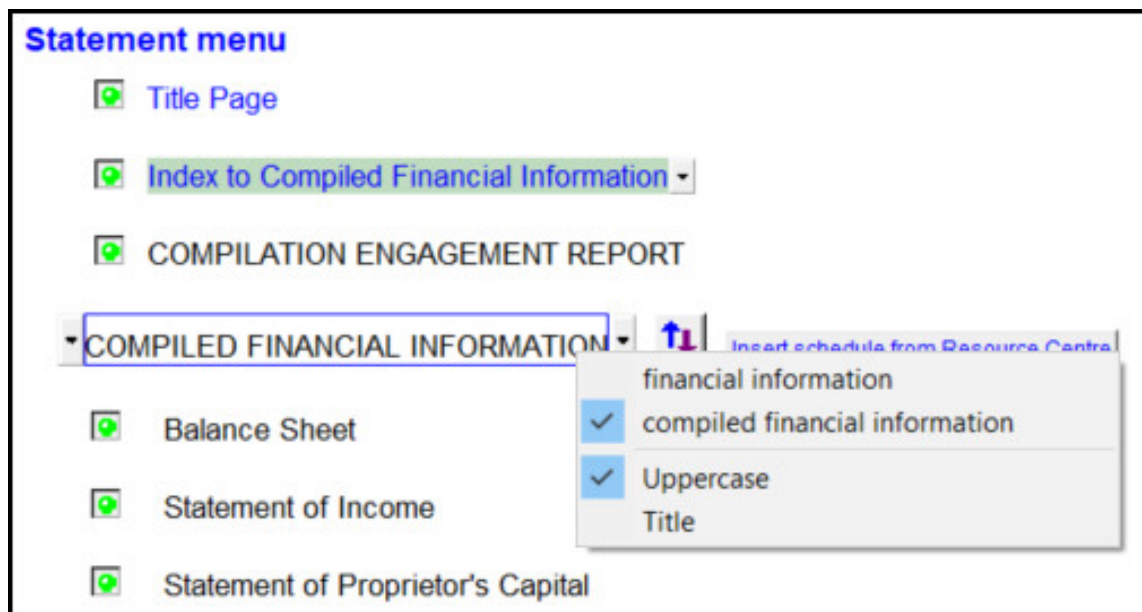 Statement menu
Title Page
Index to Compiled Financial Information
COMPILATION ENGAGEMENT REPORT
COMPILED FINANCIAL INFORMATION
Insert schedule from Resource Centre
financial information
compiled financial information
Balance Sheet
Uppercase
Statement of Income
Title
Statement of Proprietor's Capital